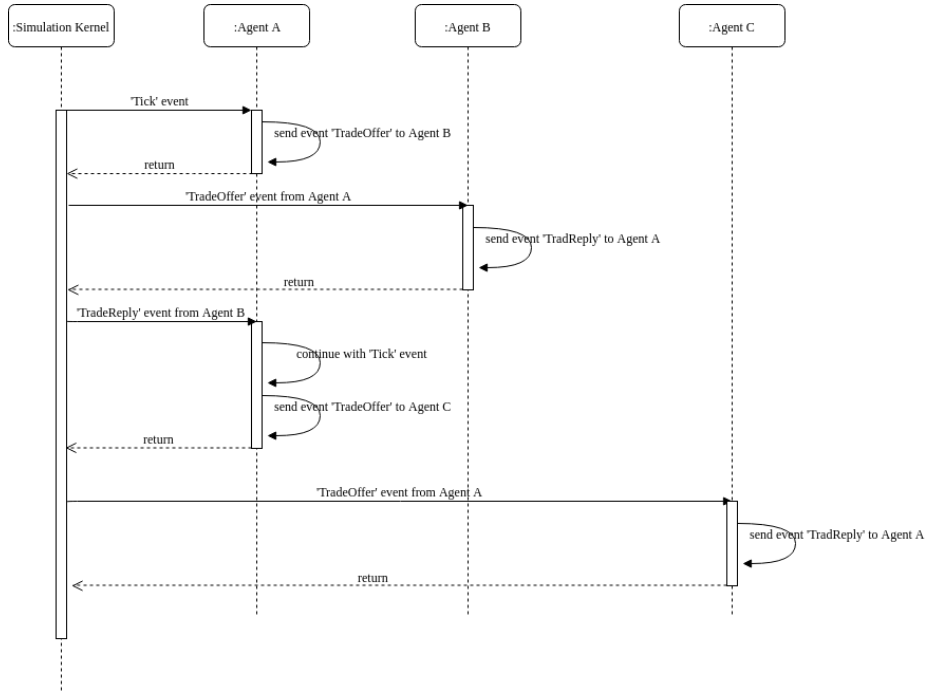 :Simulation Kernel
:Agent A
:Agent B
:Agent C
'Tick' event
send event 'TradeOffer' to Agent B
return
'TradeOffer' event from Agent A
send event 'TradReply' to Agent A
return
'TradeReply' event from Agent B
continue with 'Tick' event
send event 'TradeOffer' to Agent C
return
'TradeOffer' event from Agent A
send event 'TradReply' to Agent A
return